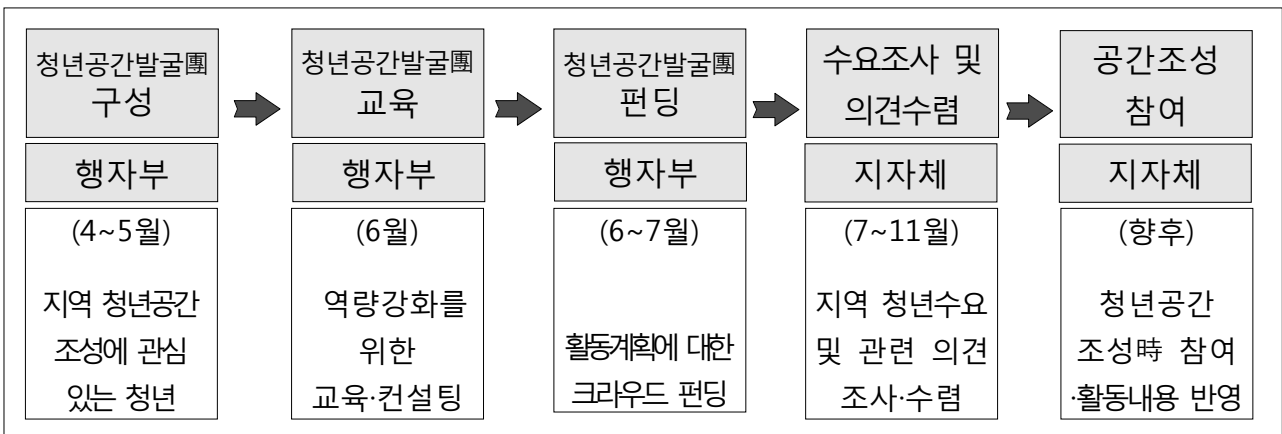 청년공간발굴團
구성
행자부
(4~5월)
지역 청년공간
조성에 관심
있는 청년
청년공간발굴團
교육
행자부
(6월)
역량강화를
위한
교육·컨설팅
청년공간발굴團
펀딩
행자부
(6~7월)
활동계획에 대한
크라우드 펀딩
수요조사 및
의견수렴
지자체
(7~11월)
지역 청년수요
및 관련 의견
조사·수렴
공간조성
참여
지자체
(향후)
청년공간
조성時 참여
·활동내용 반영